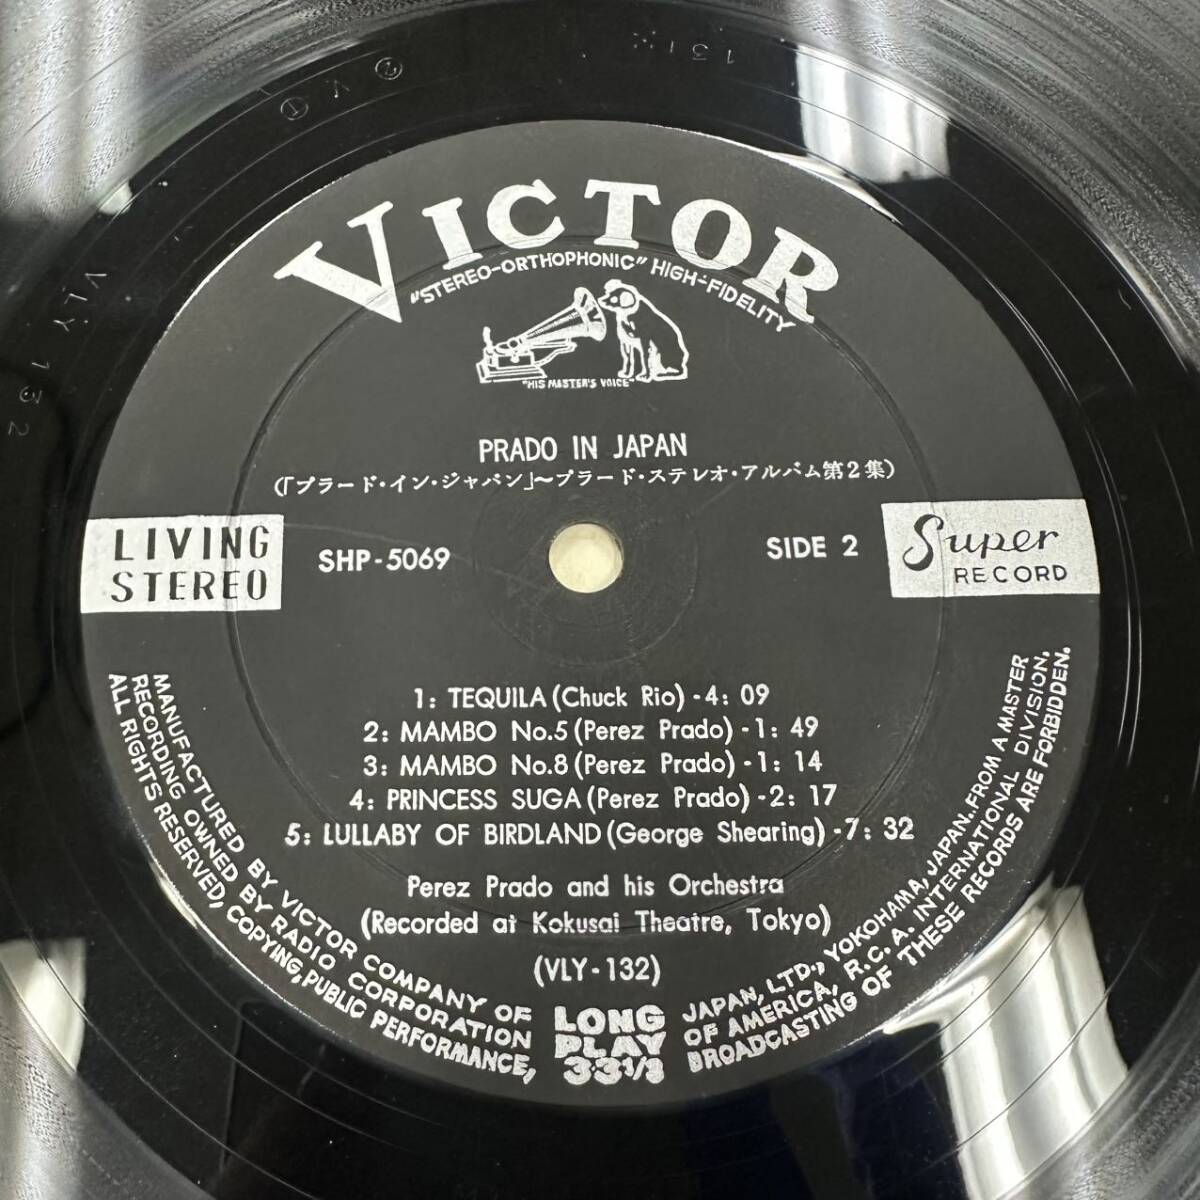 VICTOR
"STEREO-ORTHOPHONIC" HIGH-FIDELITY
"HIS MASTER'S VOICE"
PRADO IN JAPAN
(「プラード・イン・ジャパン」〜プラード・ステレオ・アルバム第2集)
LIVING STEREO
SHP-5069
SIDE 2
Super RECORD
1: TEQUILA (Chuck Rio) - 4: 09
2: MAMBO No.5 (Perez Prado) - 1: 49
3: MAMBO No.8 (Perez Prado) - 1: 14
4: PRINCESS SUGA (Perez Prado) - 2: 17
5: LULLABY OF BIRDLAND (George Shearing) - 7: 32
Perez Prado and his Orchestra
(Recorded at Kokusai Theatre, Tokyo)
(VLY-132)
LONG
PLAY
33 1/3
MANUFACTURED BY VICTOR COMPANY OF JAPAN, LTD., YOKOHAMA, JAPAN. FROM A MASTER
RECORDING OWNED BY RADIO CORPORATION OF AMERICA, R.C.A. INTERNATIONAL DIVISION.
ALL RIGHTS RESERVED, COPYING, PUBLIC PERFORMANCE, BROADCASTING OF THESE RECORDS ARE FORBIDDEN.
VLY 132
② V ①
131